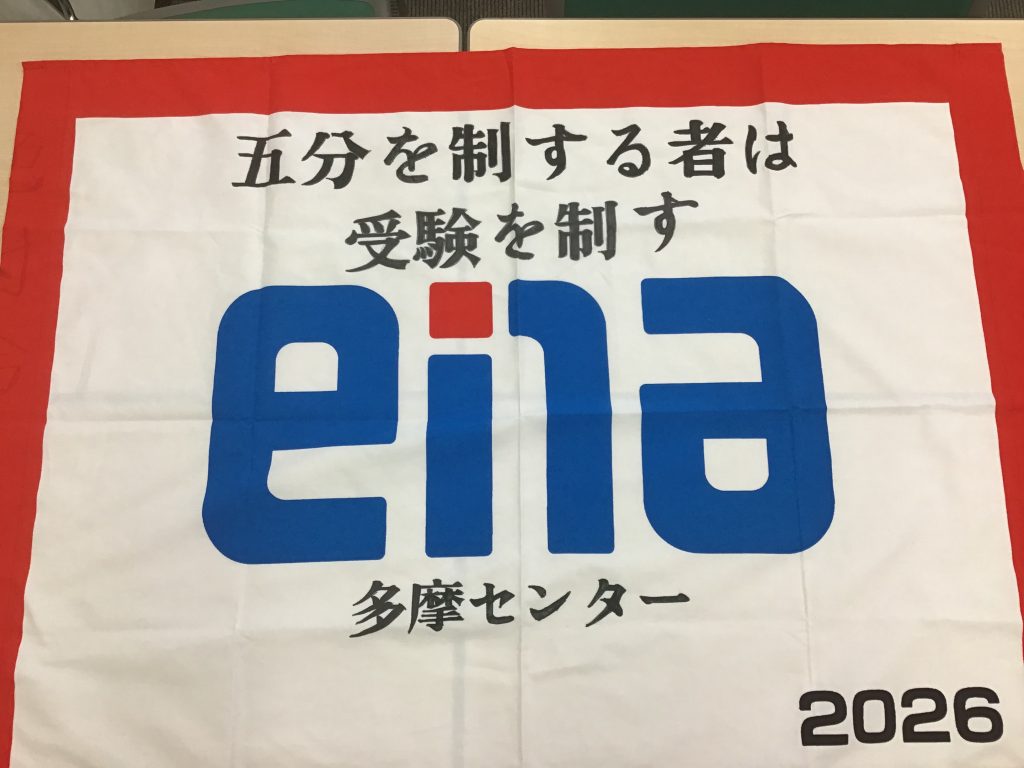 五分を制する者は
受験を制す
ena
多摩センター
2026